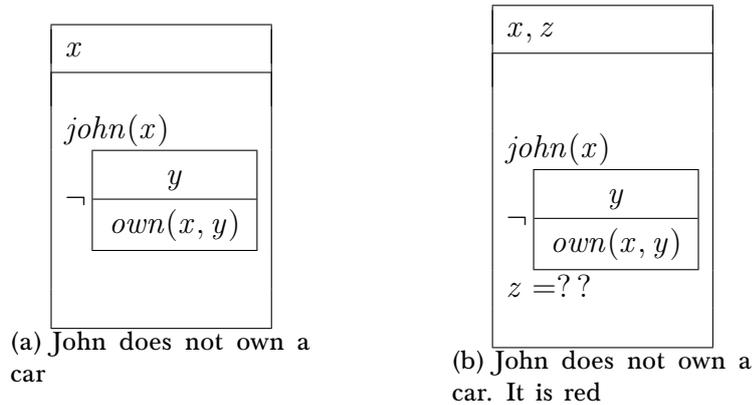 x
john(x)
y
¬
own(x, y)
(a) John does not own a
car
x, z
john(x)
y
¬
own(x, y)
z =? ?
(b) John does not own a
car. It is red